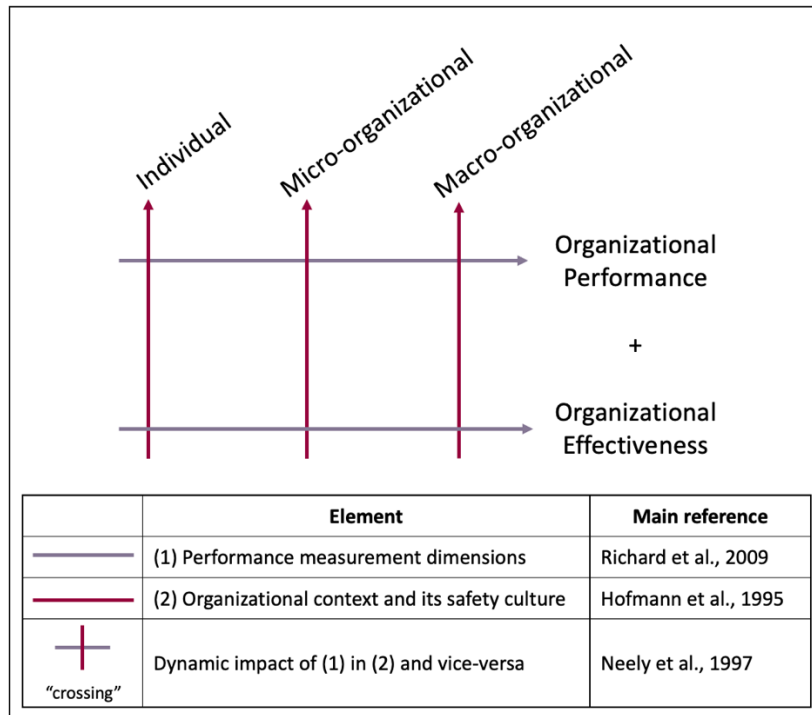 Individual
Micro-organizational
Macro-organizational
Organizational
Performance
+
Organizational
Effectiveness
Element Main reference
(1) Performance measurement dimensions Richard et al., 2009
(2) Organizational context and its safety culture Hofmann et al., 1995
Dynamic impact of (1) in (2) and vice-versa Neely et al., 1997
“crossing”